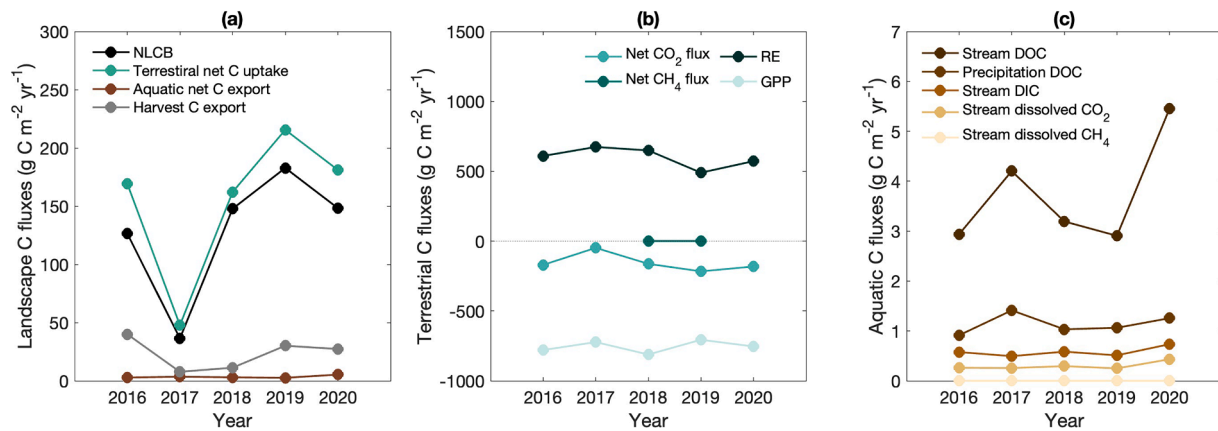 (a)
Landscape C fluxes (g C m⁻² yr⁻¹)
300
250
200
150
100
50
0
NLCB
Terrestiral net C uptake
Aquatic net C export
Harvest C export
2016 2017 2018 2019 2020
Year
(b)
Terrestrial C fluxes (g C m⁻² yr⁻¹)
1500
1000
500
0
-500
-1000
Net CO₂ flux
Net CH₄ flux
RE
GPP
2016 2017 2018 2019 2020
Year
(c)
Aquatic C fluxes (g C m⁻² yr⁻¹)
7
6
5
4
3
2
1
0
Stream DOC
Precipitation DOC
Stream DIC
Stream dissolved CO₂
Stream dissolved CH₄
2016 2017 2018 2019 2020
Year